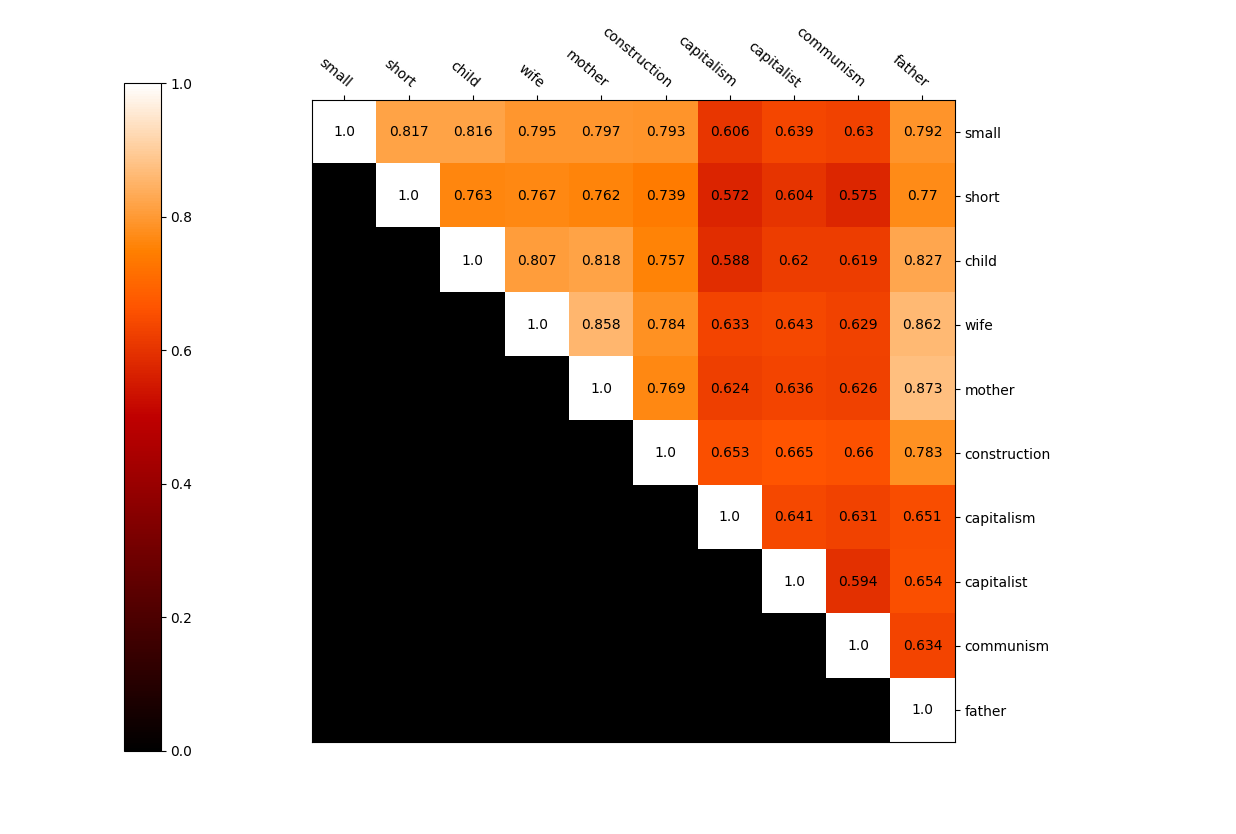 small short child wife mother construction capitalism capitalist communism father
1.0
1.0 0.817 0.816 0.795 0.797 0.793 0.606 0.639 0.63 0.792 small
1.0 0.763 0.767 0.762 0.739 0.572 0.604 0.575 0.77 short
0.8
1.0 0.807 0.818 0.757 0.588 0.62 0.619 0.827 child
1.0 0.858 0.784 0.633 0.643 0.629 0.862 wife
0.6
1.0 0.769 0.624 0.636 0.626 0.873 mother
1.0 0.653 0.665 0.66 0.783 construction
0.4
1.0 0.641 0.631 0.651 capitalism
1.0 0.594 0.654 capitalist
0.2
1.0 0.634 communism
1.0 father
0.0